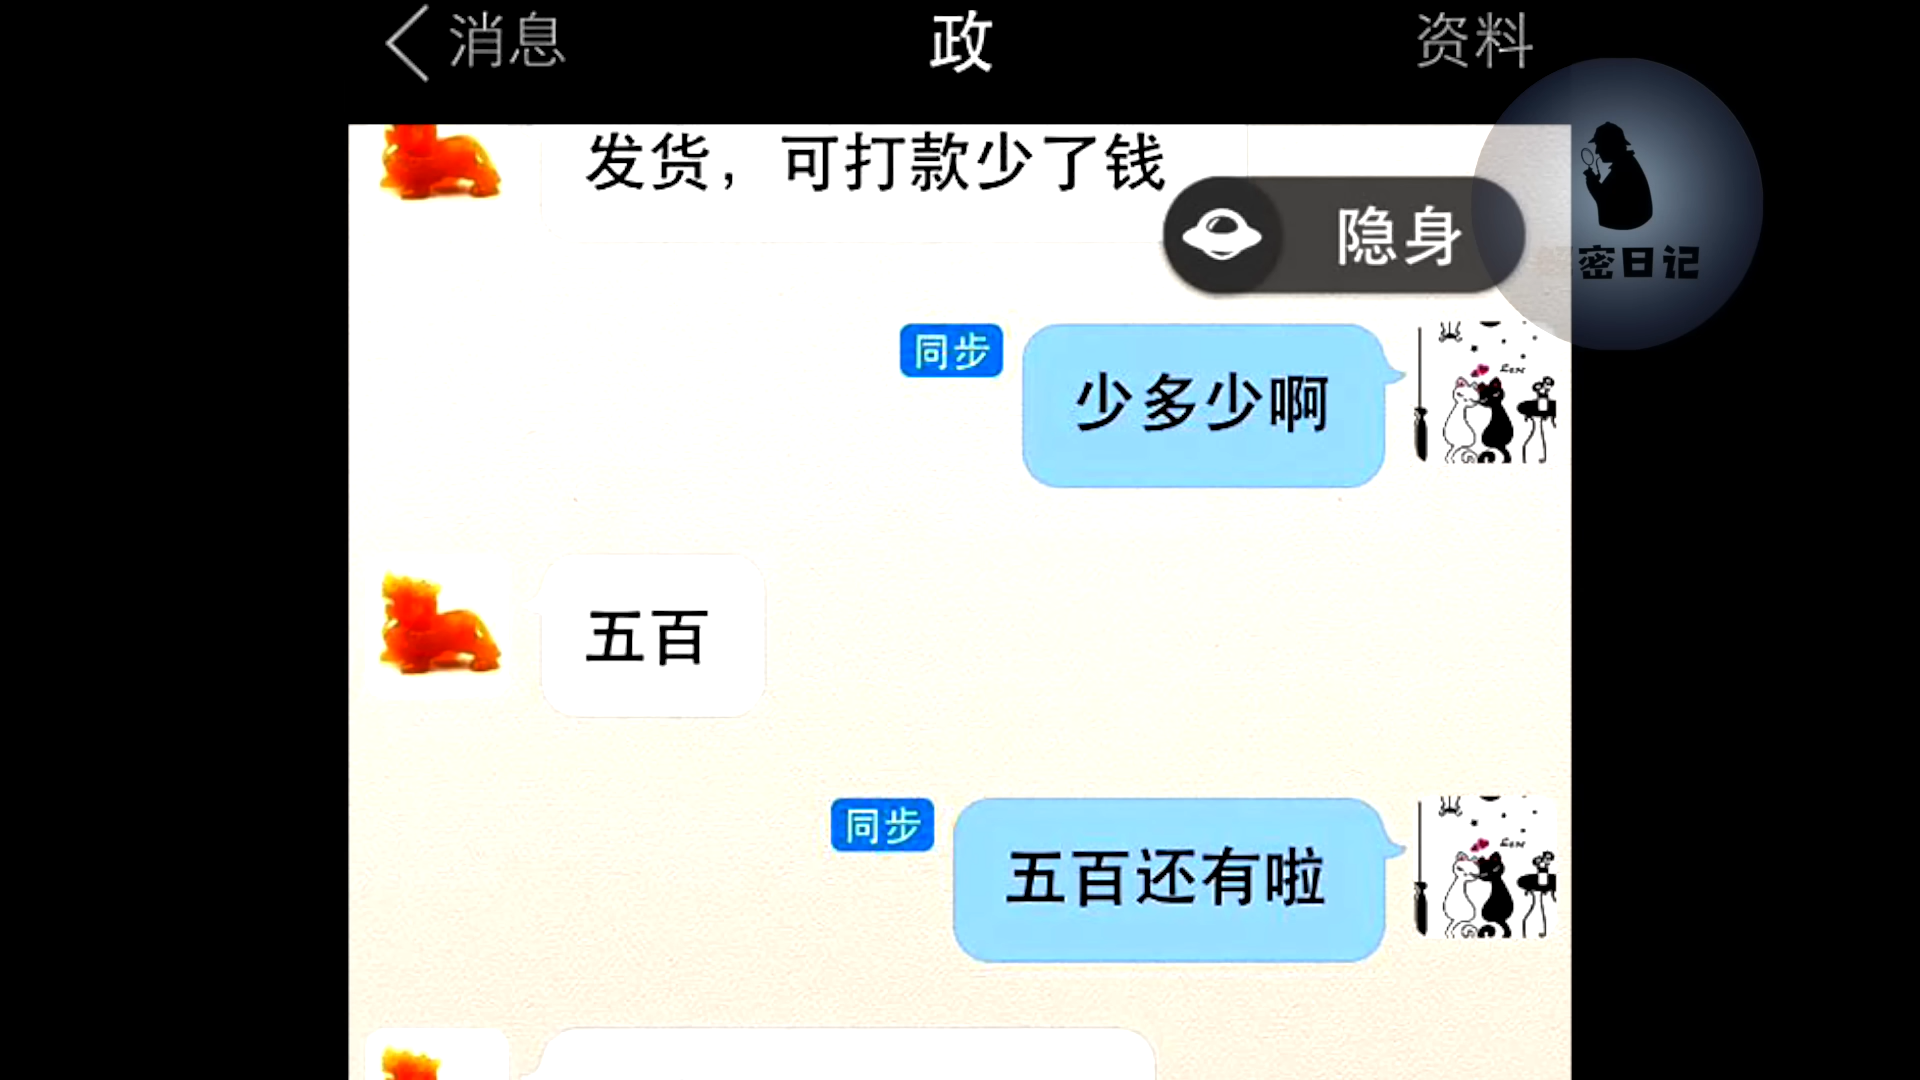 消息
政
资料
发货，可打款少了钱
隐身
密日记
同步
少多少啊
五百
同步
五百还有啦